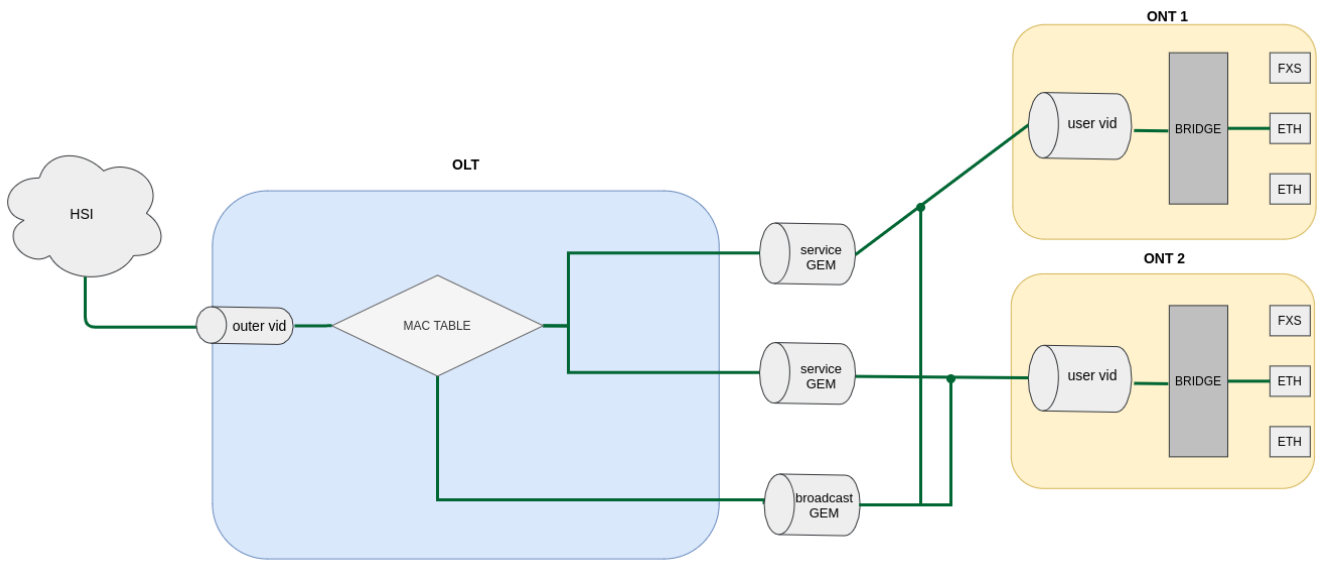 ONT 1
FXS
user vid
BRIDGE
ETH
ETH
OLT
HSI
service
GEM
ONT 2
outer vid
MAC TABLE
FXS
service
GEM
user vid
BRIDGE
ETH
ETH
broadcast
GEM